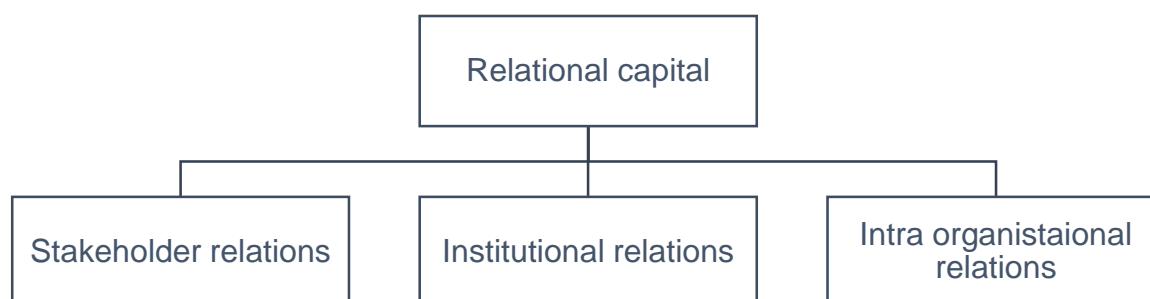 Relational capital
Stakeholder relations
Institutional relations
Intra organistaional
relations